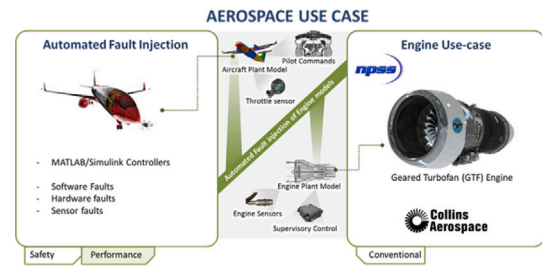 AEROSPACE USE CASE
Automated Fault Injection
- MATLAB/Simulink Controllers
- Software Faults
- Hardware faults
- Sensor faults
Safety
Performance
Pilot Commands
Aircraft Plant Model
Throttle sensor
Automated Fault Injection of Engine models
Engine Plant Model
Engine Sensors
Supervisory Control
Engine Use-case
npss
Geared Turbofan (GTF) Engine
Collins
Aerospace
Conventional